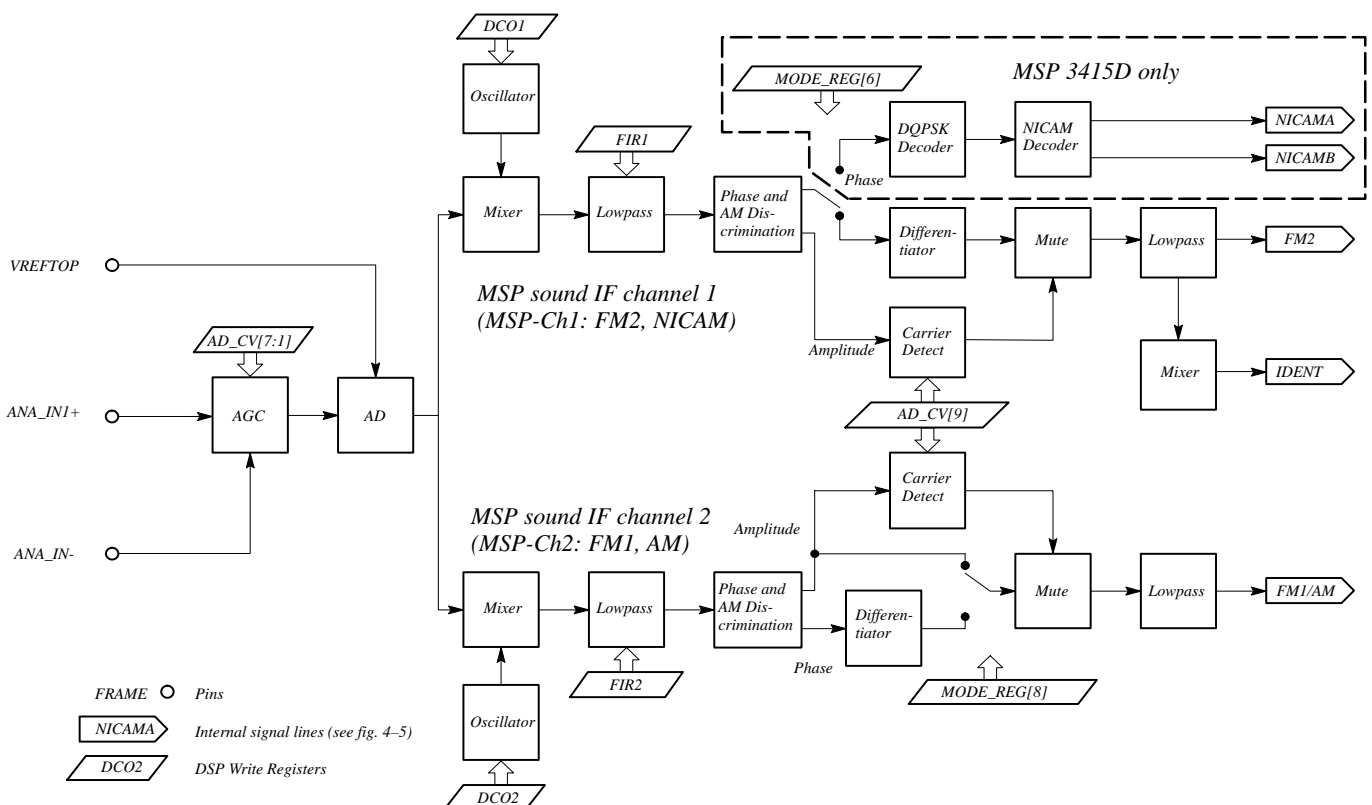 DCO1
MSP 3415D only
MODE_REG[6]
Oscillator
DQPSK
Decoder
NICAM
Decoder
NICAMA
NICAMB
FIR1
Phase
Mixer
Lowpass
Phase and
AM Dis-
crimination
Differen-
tiator
Mute
Lowpass
FM2
VREFTOP
MSP sound IF channel 1
(MSP-Ch1: FM2, NICAM)
AD_CV[7:1]
Amplitude
Carrier
Detect
Mixer
IDENT
ANA_IN1+
AGC
AD
AD_CV[9]
Carrier
Detect
MSP sound IF channel 2
(MSP-Ch2: FM1, AM)
Amplitude
ANA_IN-
Mixer
Lowpass
Phase and
AM Dis-
crimination
Differen-
tiator
Mute
Lowpass
FM1/AM
Phase
FIR2
MODE_REG[8]
FRAME
Pins
Oscillator
NICAMA
Internal signal lines (see fig. 4–5)
DCO2
DSP Write Registers
DCO2